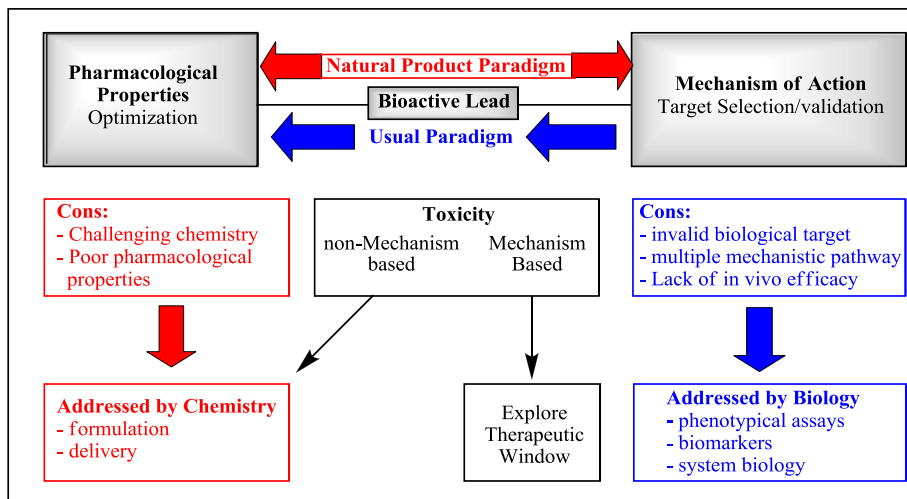 Pharmacological
Properties
Optimization
Natural Product Paradigm
Bioactive Lead
Usual Paradigm
Mechanism of Action
Target Selection/validation
Cons:
- Challenging chemistry
- Poor pharmacological
properties
Toxicity
non-Mechanism
based
Mechanism
Based
Cons:
- invalid biological target
- multiple mechanistic pathway
- Lack of in vivo efficacy
Addressed by Chemistry
- formulation
- delivery
Explore
Therapeutic
Window
Addressed by Biology
- phenotypical assays
- biomarkers
- system biology